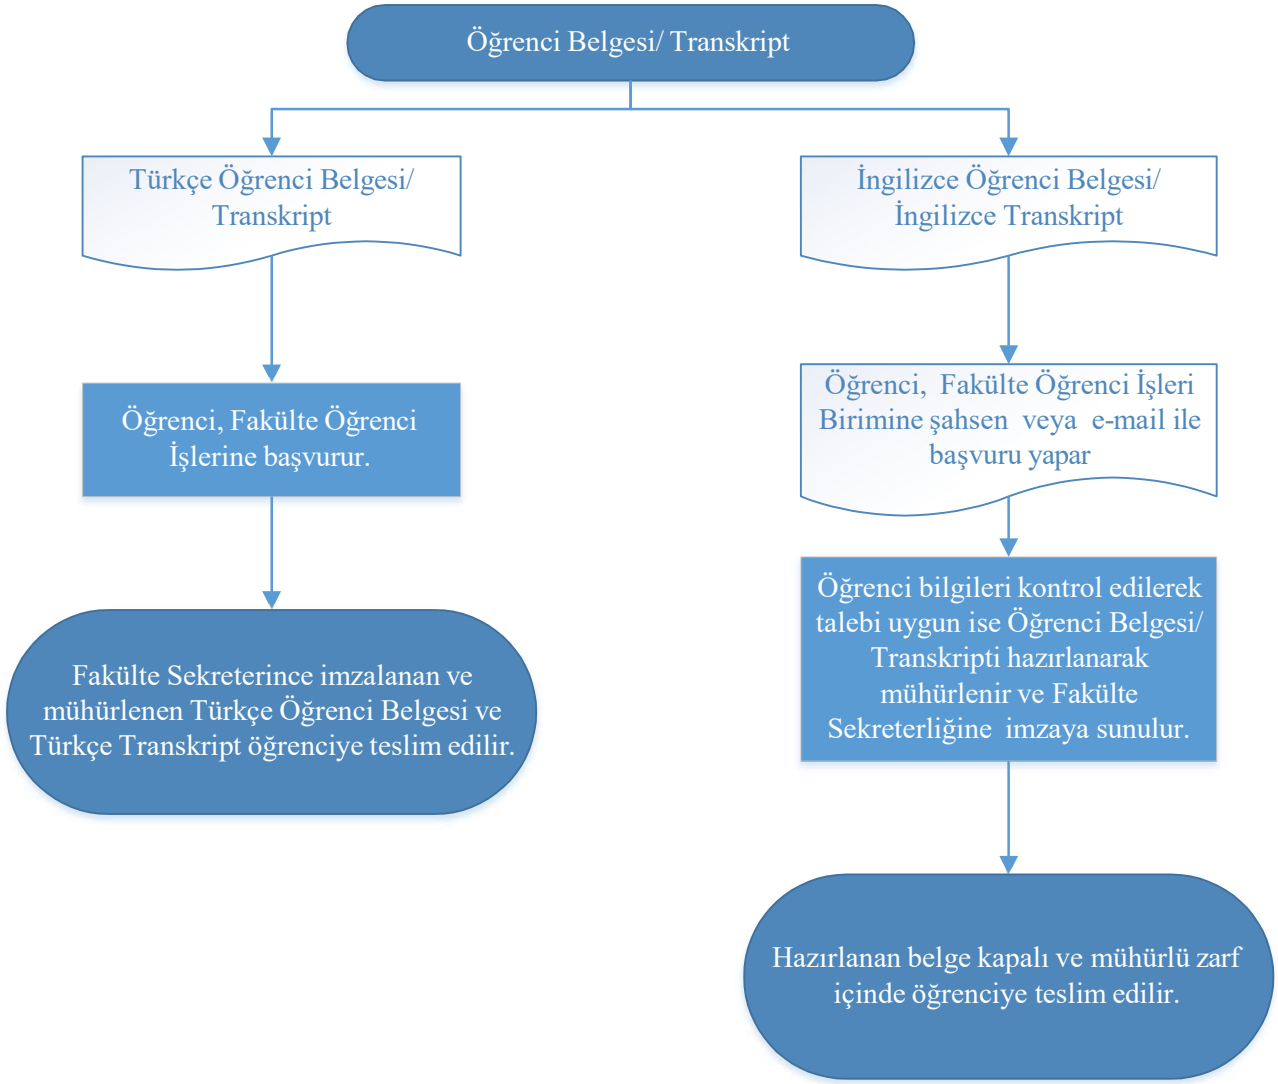 Öğrenci Belgesi/ Transkript
Türkçe Öğrenci Belgesi/
Transkript
Öğrenci, Fakülte Öğrenci
İşlerine başvurur.
Fakülte Sekreterince imzalanan ve
mühürlenen Türkçe Öğrenci Belgesi ve
Türkçe Transkript öğrenciye teslim edilir.
İngilizce Öğrenci Belgesi/
İngilizce Transkript
Öğrenci,  Fakülte Öğrenci İşleri
Birimine şahsen  veya  e-mail ile
başvuru yapar
Öğrenci bilgileri kontrol edilerek
talebi uygun ise Öğrenci Belgesi/
Transkripti hazırlanarak
mühürlenir ve Fakülte
Sekreterliğine  imzaya sunulur.
Hazırlanan belge kapalı ve mühürlü zarf
içinde öğrenciye teslim edilir.